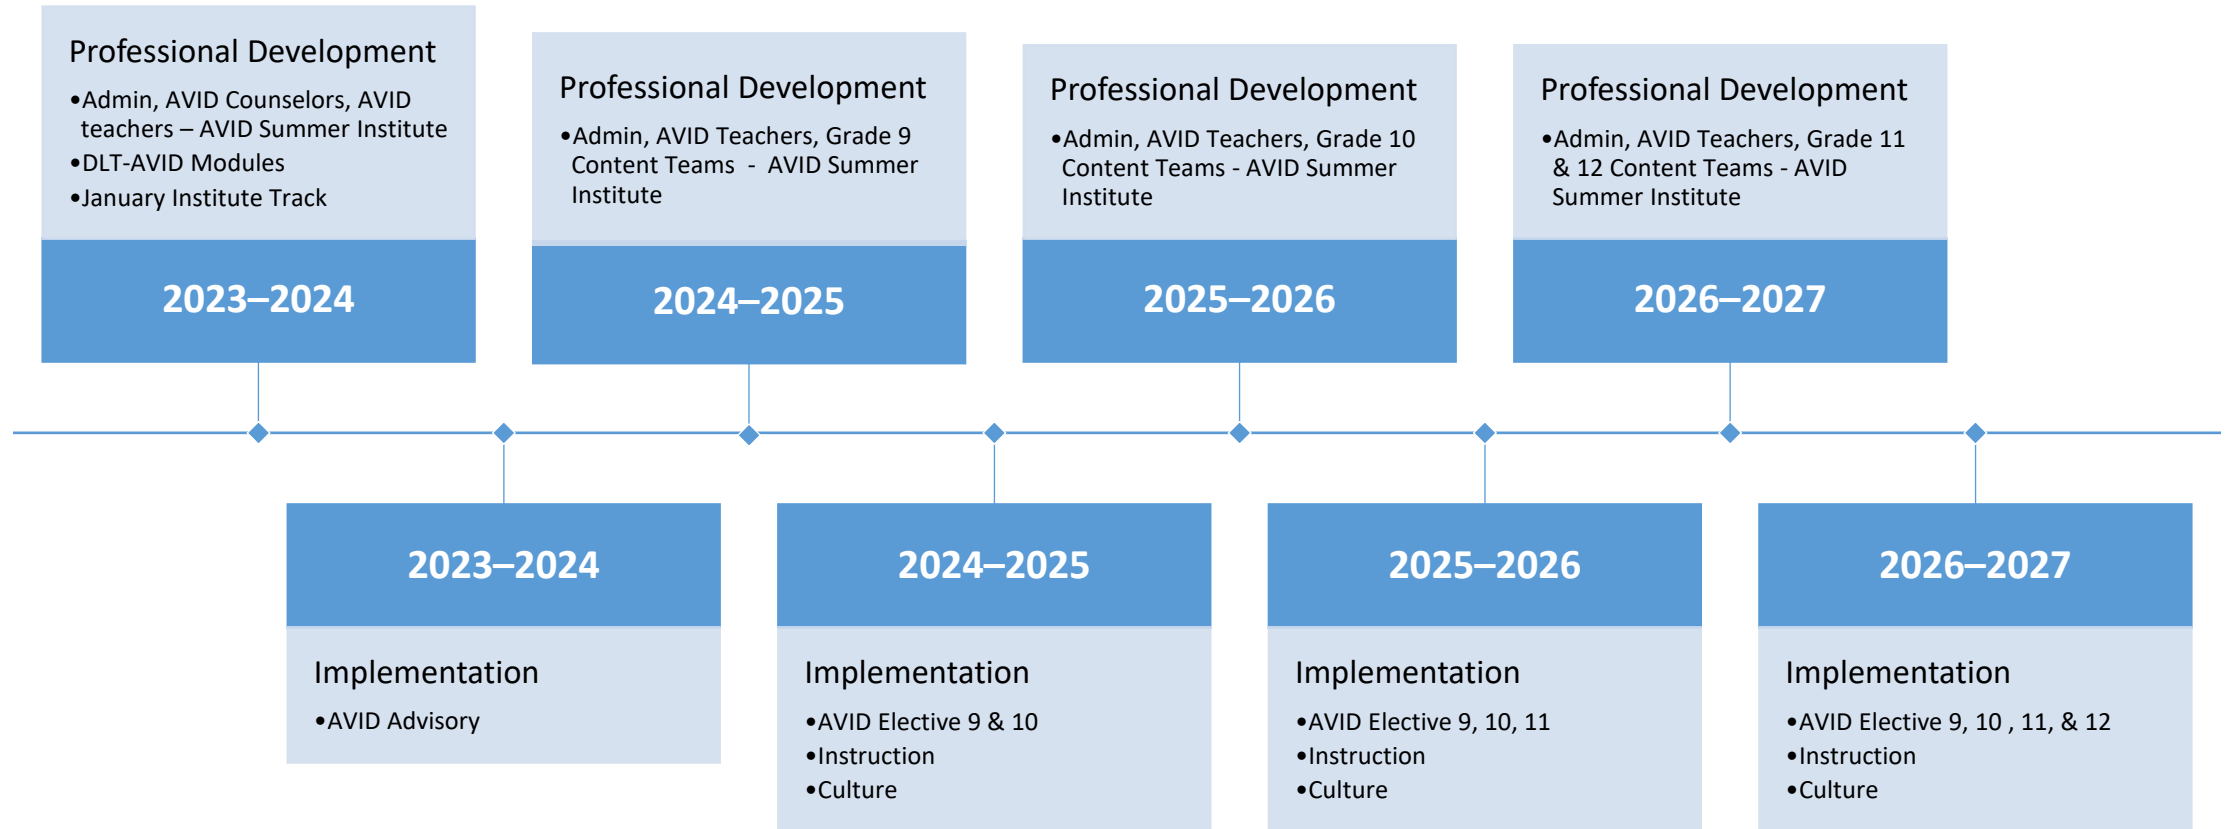 Professional Development
•Admin, AVID Counselors, AVID
teachers – AVID Summer Institute
•DLT-AVID Modules
•January Institute Track
2023–2024
Professional Development
•Admin, AVID Teachers, Grade 9
Content Teams - AVID Summer
Institute
2024–2025
Professional Development
•Admin, AVID Teachers, Grade 10
Content Teams - AVID Summer
Institute
2025–2026
Professional Development
•Admin, AVID Teachers, Grade 11
& 12 Content Teams - AVID
Summer Institute
2026–2027
2023–2024
Implementation
•AVID Advisory
2024–2025
Implementation
•AVID Elective 9 & 10
•Instruction
•Culture
2025–2026
Implementation
•AVID Elective 9, 10, 11
•Instruction
•Culture
2026–2027
Implementation
•AVID Elective 9, 10 , 11, & 12
•Instruction
•Culture